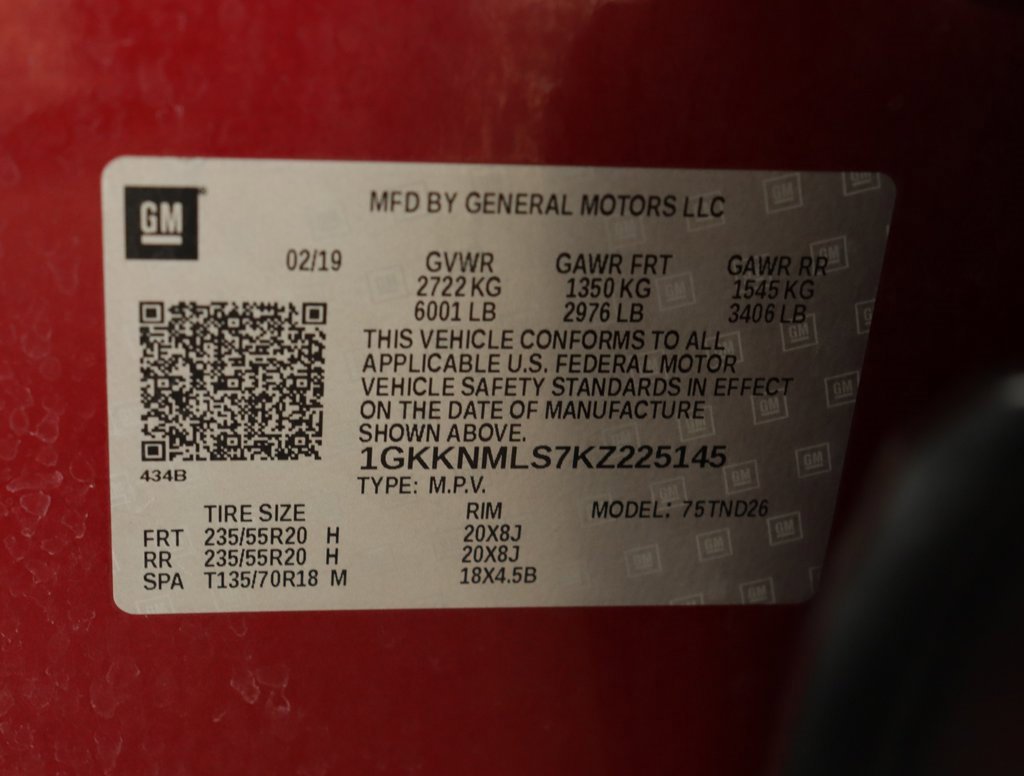 GM
MFD BY GENERAL MOTORS LLC
02/19 GVWR GAWR FRT GAWR RR
2722 KG 1350 KG 1545 KG
6001 LB 2976 LB 3406 LB
THIS VEHICLE CONFORMS TO ALL
APPLICABLE U.S. FEDERAL MOTOR
VEHICLE SAFETY STANDARDS IN EFFECT
ON THE DATE OF MANUFACTURE
SHOWN ABOVE.
1GKKNMLS7KZ225145
434B
TYPE: M.P.V.
TIRE SIZE RIM MODEL: 75TND26
FRT 235/55R20 H 20X8J
RR 235/55R20 H 20X8J
SPA T135/70R18 M 18X4.5B